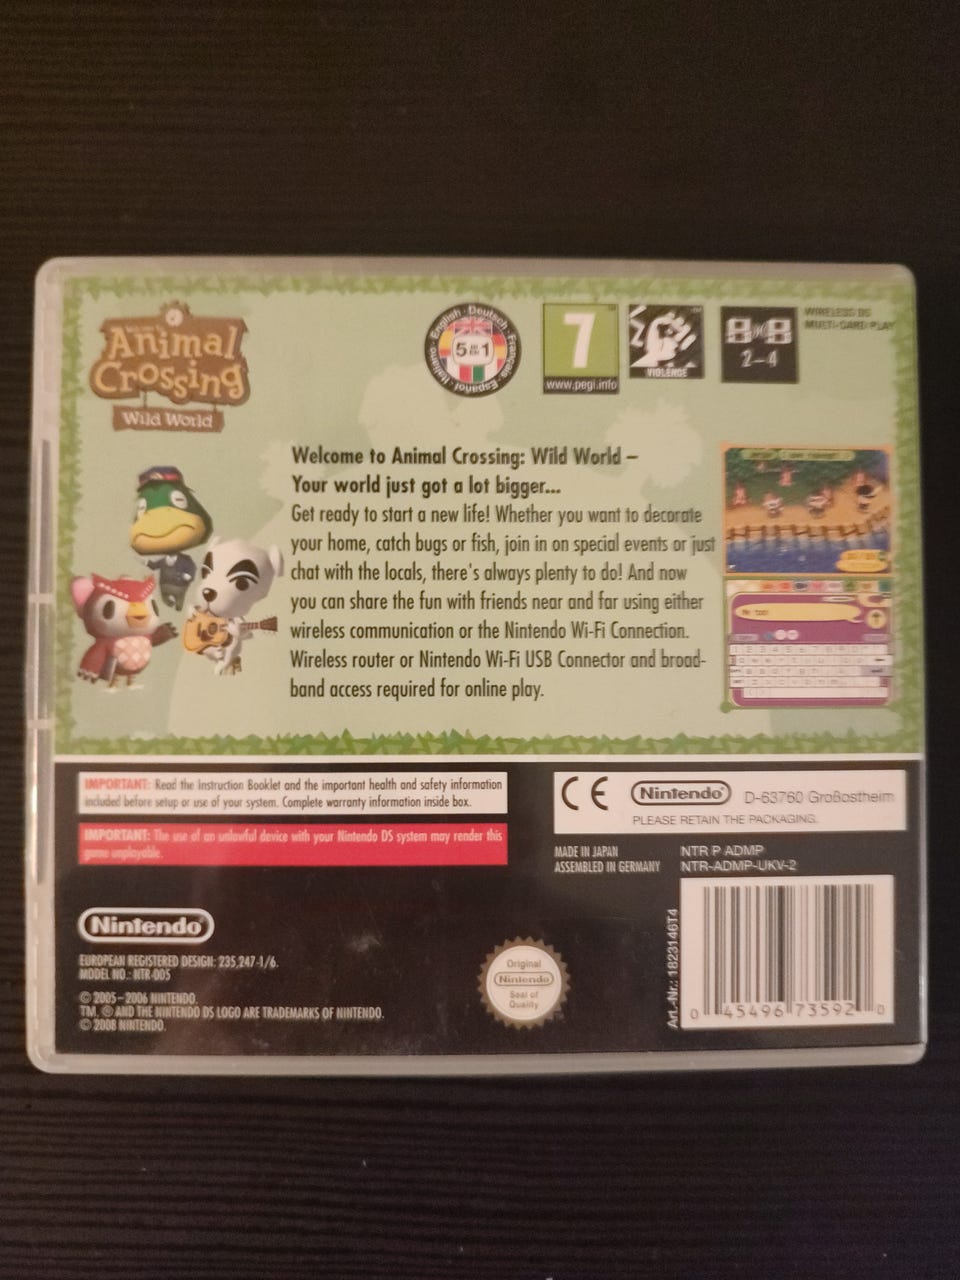 Animal
Crossing
Wild World
English · Deutsch · Français · Español · Italiano
5 in 1
7
www.pegi.info
VIOLENCE
2–4
WIRELESS DS
MULTI-CARD PLAY
Welcome to Animal Crossing: Wild World –
Your world just got a lot bigger...
Get ready to start a new life! Whether you want to decorate
your home, catch bugs or fish, join in on special events or just
chat with the locals, there's always plenty to do! And now
you can share the fun with friends near and far using either
wireless communication or the Nintendo Wi-Fi Connection.
Wireless router or Nintendo Wi-Fi USB Connector and broad-
band access required for online play.
Me too!
IMPORTANT: Read the Instruction Booklet and the important health and safety information
included before setup or use of your system. Complete warranty information inside box.
IMPORTANT: The use of an unlawful device with your Nintendo DS system may render this
game unplayable.
CE Nintendo® D-63760 Großostheim
PLEASE RETAIN THE PACKAGING.
MADE IN JAPAN
ASSEMBLED IN GERMANY
NTR P ADMP
NTR-ADMP-UKV-2
Nintendo®
EUROPEAN REGISTERED DESIGN: 235,247-1/6.
MODEL NO.: NTR-005
© 2005–2006 NINTENDO.
TM, ® AND THE NINTENDO DS LOGO ARE TRADEMARKS OF NINTENDO.
© 2008 NINTENDO.
Original
Nintendo
Seal of
Quality
Art.-Nr.: 1823146T4
0 45496 73592 0